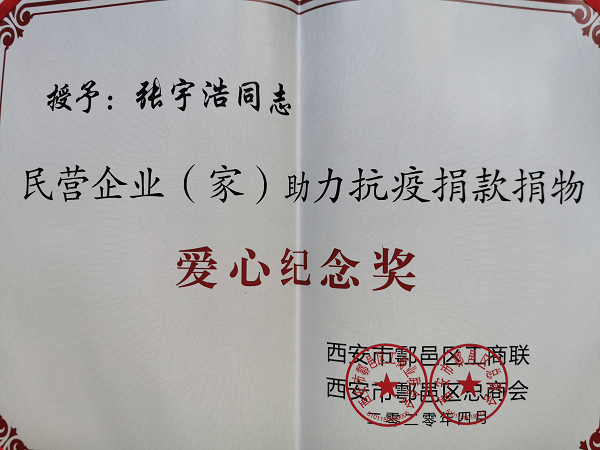 授予：张宇浩同志
民营企业（家）助力抗疫捐款捐物
爱心纪念奖
西安市鄠邑区工商联
西安市鄠邑区总商会
二零二零年四月